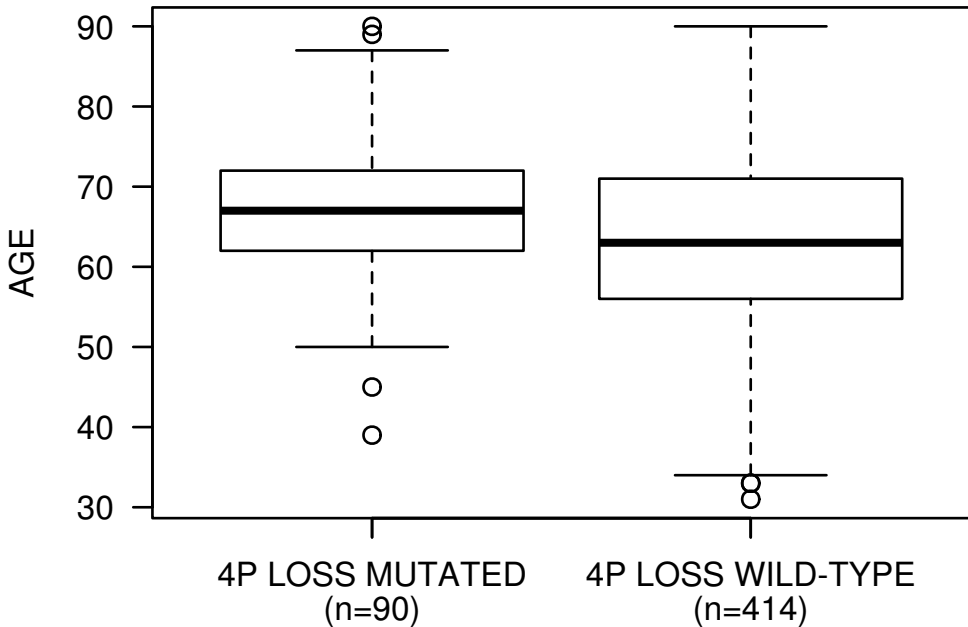 AGE
90
80
70
60
50
40
30
4P LOSS MUTATED
(n=90)
4P LOSS WILD-TYPE
(n=414)